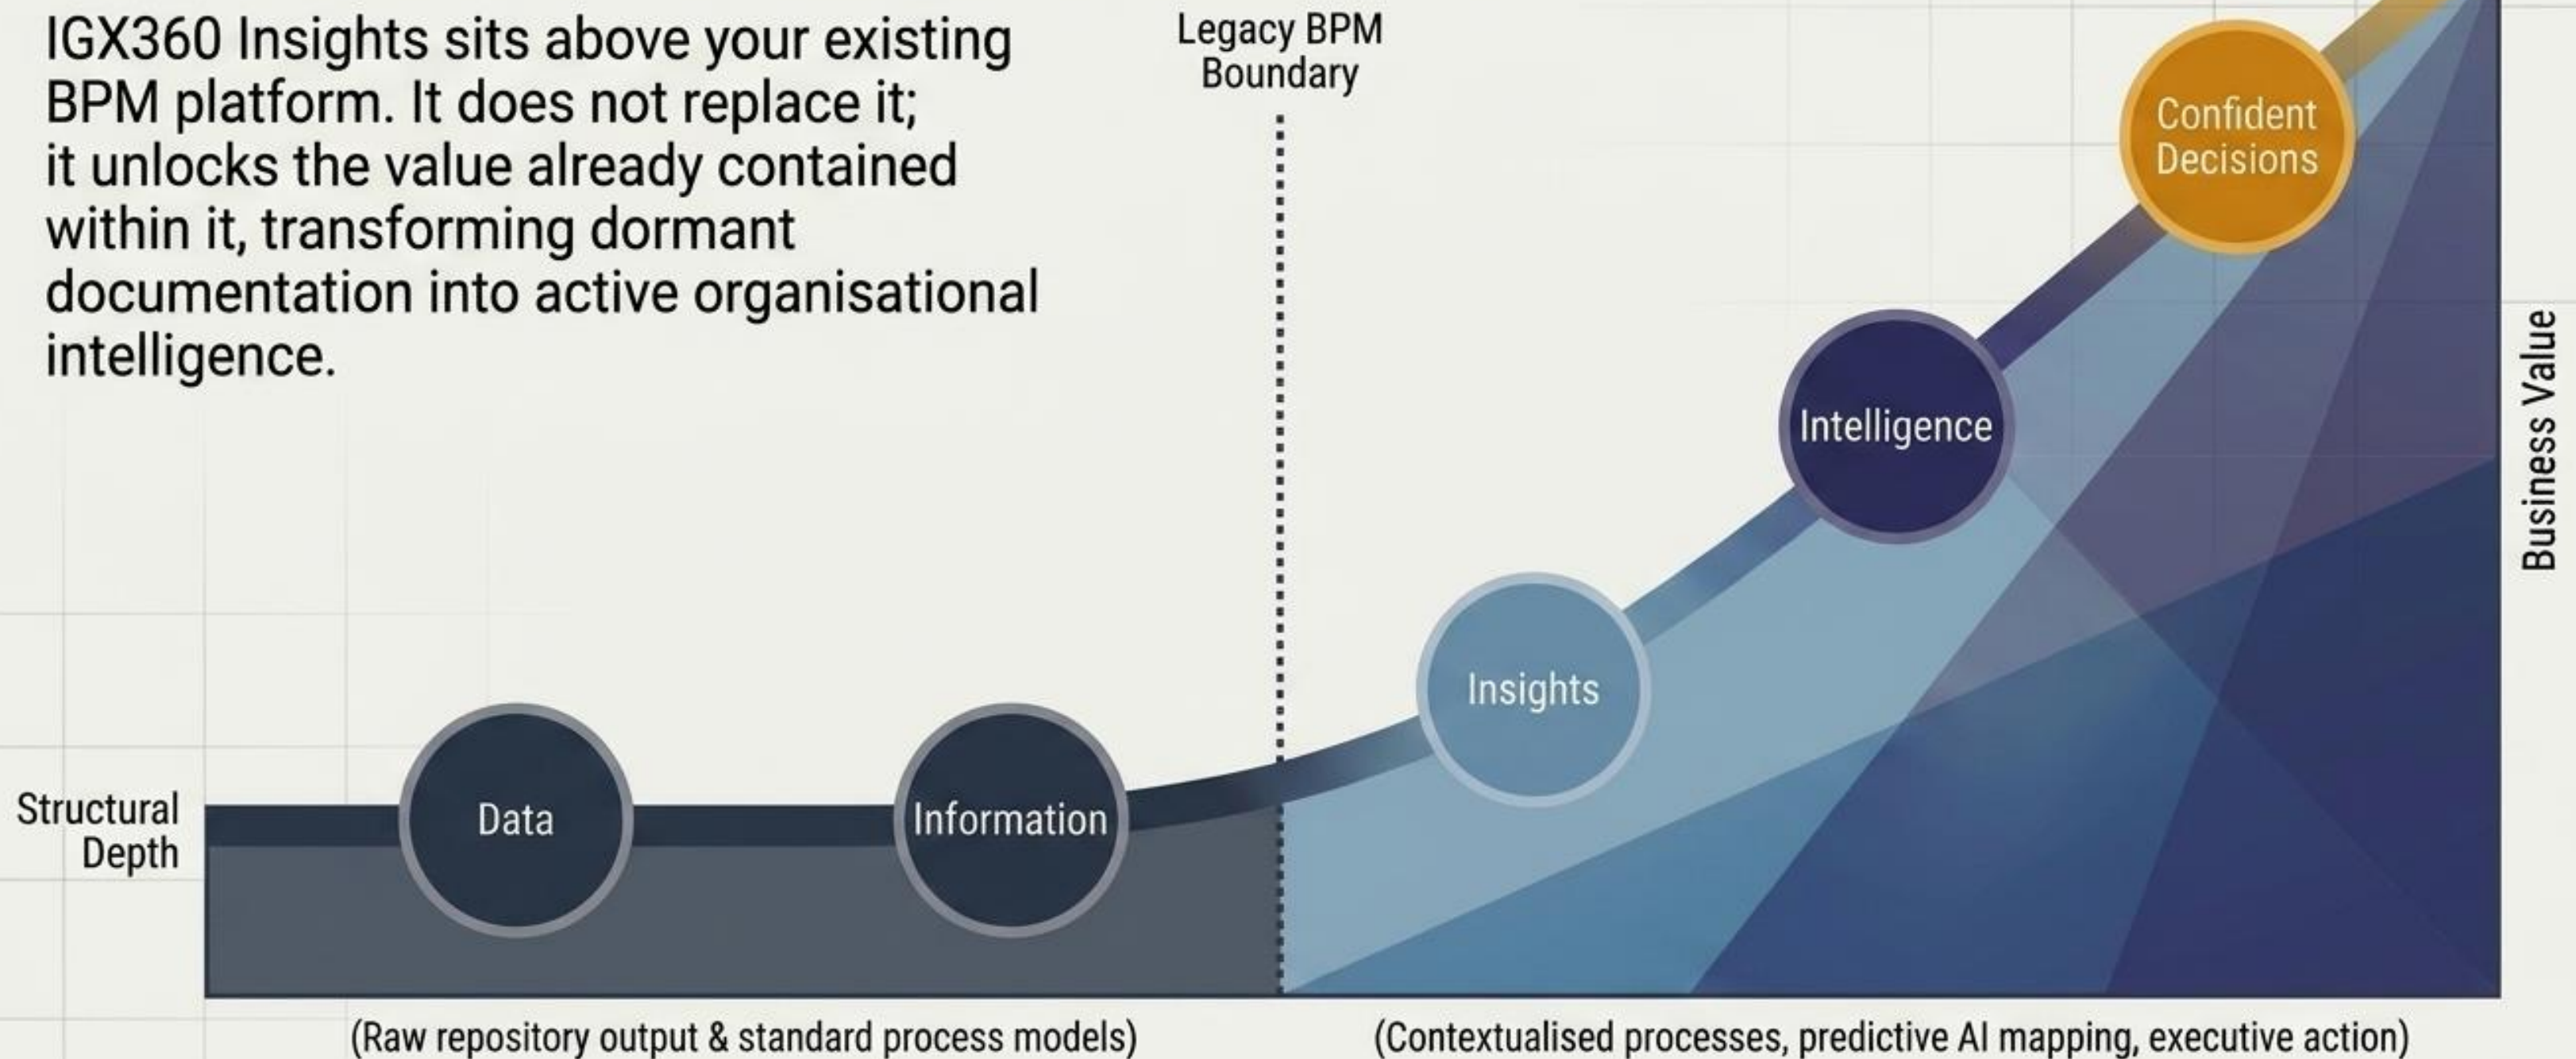 IGX360 Insights sits above your existing
BPM platform. It does not replace it;
it unlocks the value already contained
within it, transforming dormant
documentation into active organisational
intelligence.
Legacy BPM
Boundary
Confident
Decisions
Intelligence
Business Value
Insights
Structural
Depth
Data
Information
(Raw repository output & standard process models)
(Contextualised processes, predictive AI mapping, executive action)